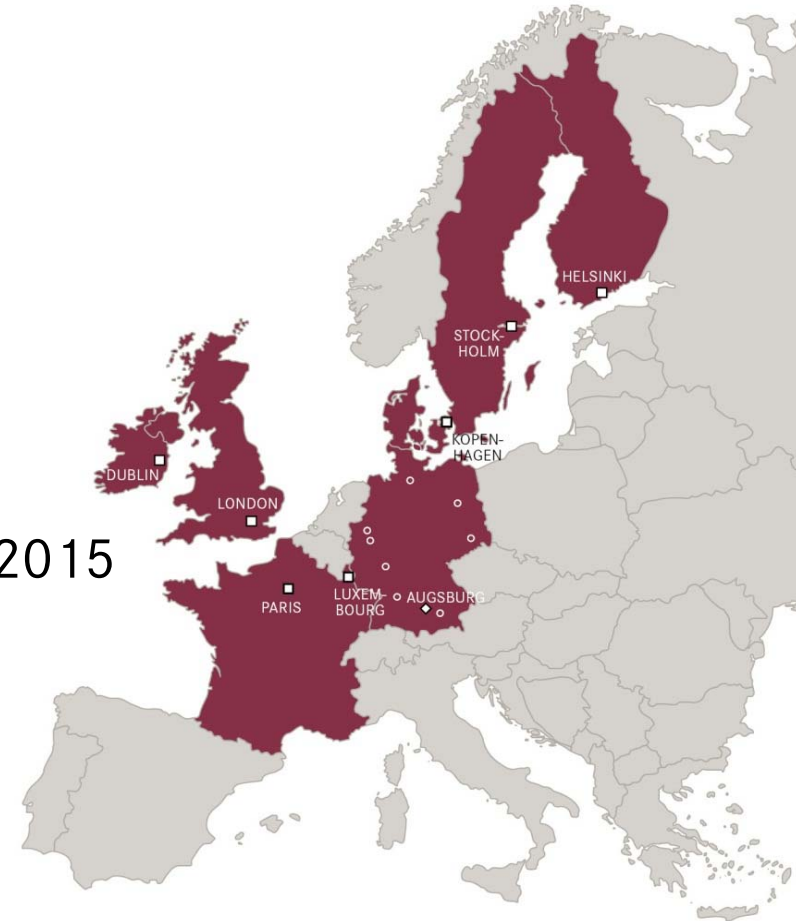 HELSINKI
STOCK-
HOLM
KOPEN-
HAGEN
DUBLIN
LONDON
2015
LUXEM-
BOURG
AUGSBURG
PARIS